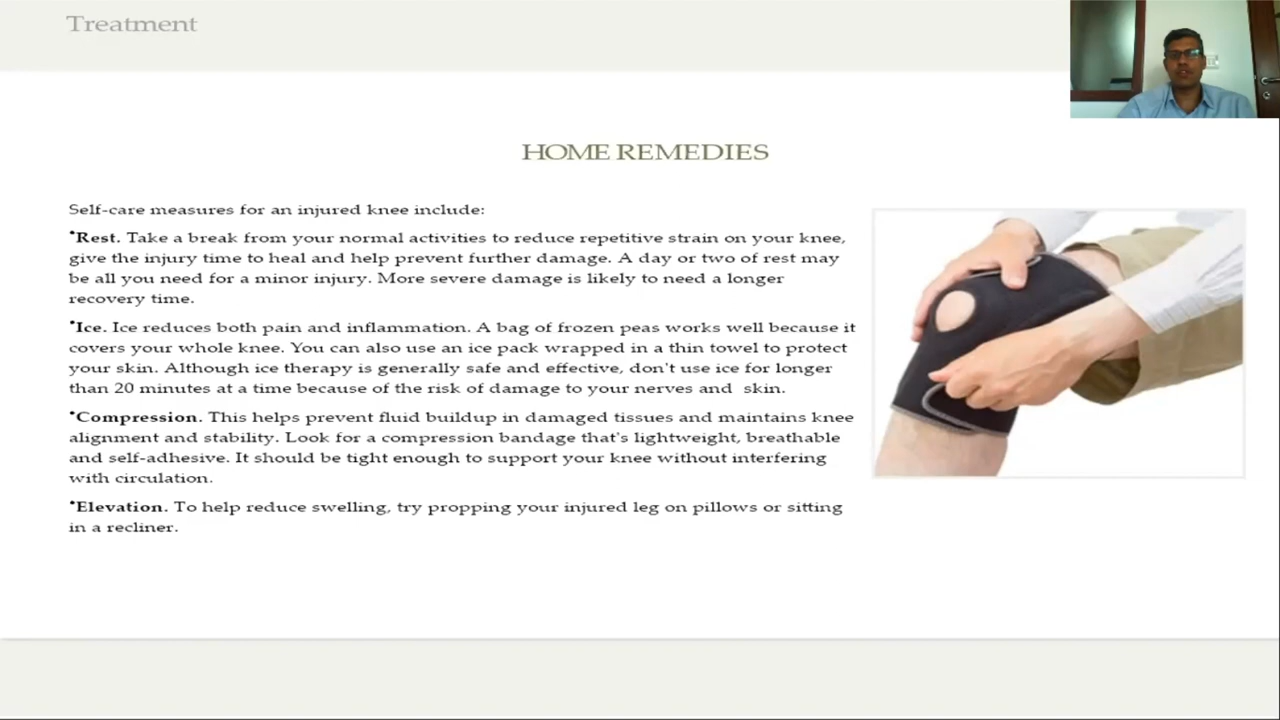 Treatment
HOME REMEDIES
Self-care measures for an injured knee include:
•Rest. Take a break from your normal activities to reduce repetitive strain on your knee,
give the injury time to heal and help prevent further damage. A day or two of rest may
be all you need for a minor injury. More severe damage is likely to need a longer
recovery time.
•Ice. Ice reduces both pain and inflammation. A bag of frozen peas works well because it
covers your whole knee. You can also use an ice pack wrapped in a thin towel to protect
your skin. Although ice therapy is generally safe and effective, don't use ice for longer
than 20 minutes at a time because of the risk of damage to your nerves and  skin.
•Compression. This helps prevent fluid buildup in damaged tissues and maintains knee
alignment and stability. Look for a compression bandage that's lightweight, breathable
and self-adhesive. It should be tight enough to support your knee without interfering
with circulation.
•Elevation. To help reduce swelling, try propping your injured leg on pillows or sitting
in a recliner.